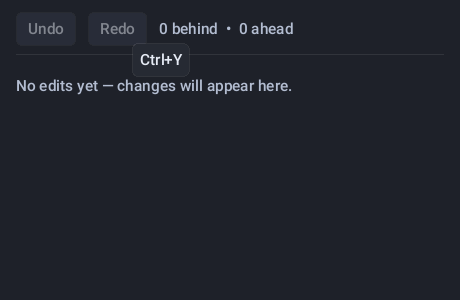 Undo Redo 0 behind • 0 ahead
Ctrl+Y
No edits yet — changes will appear here.